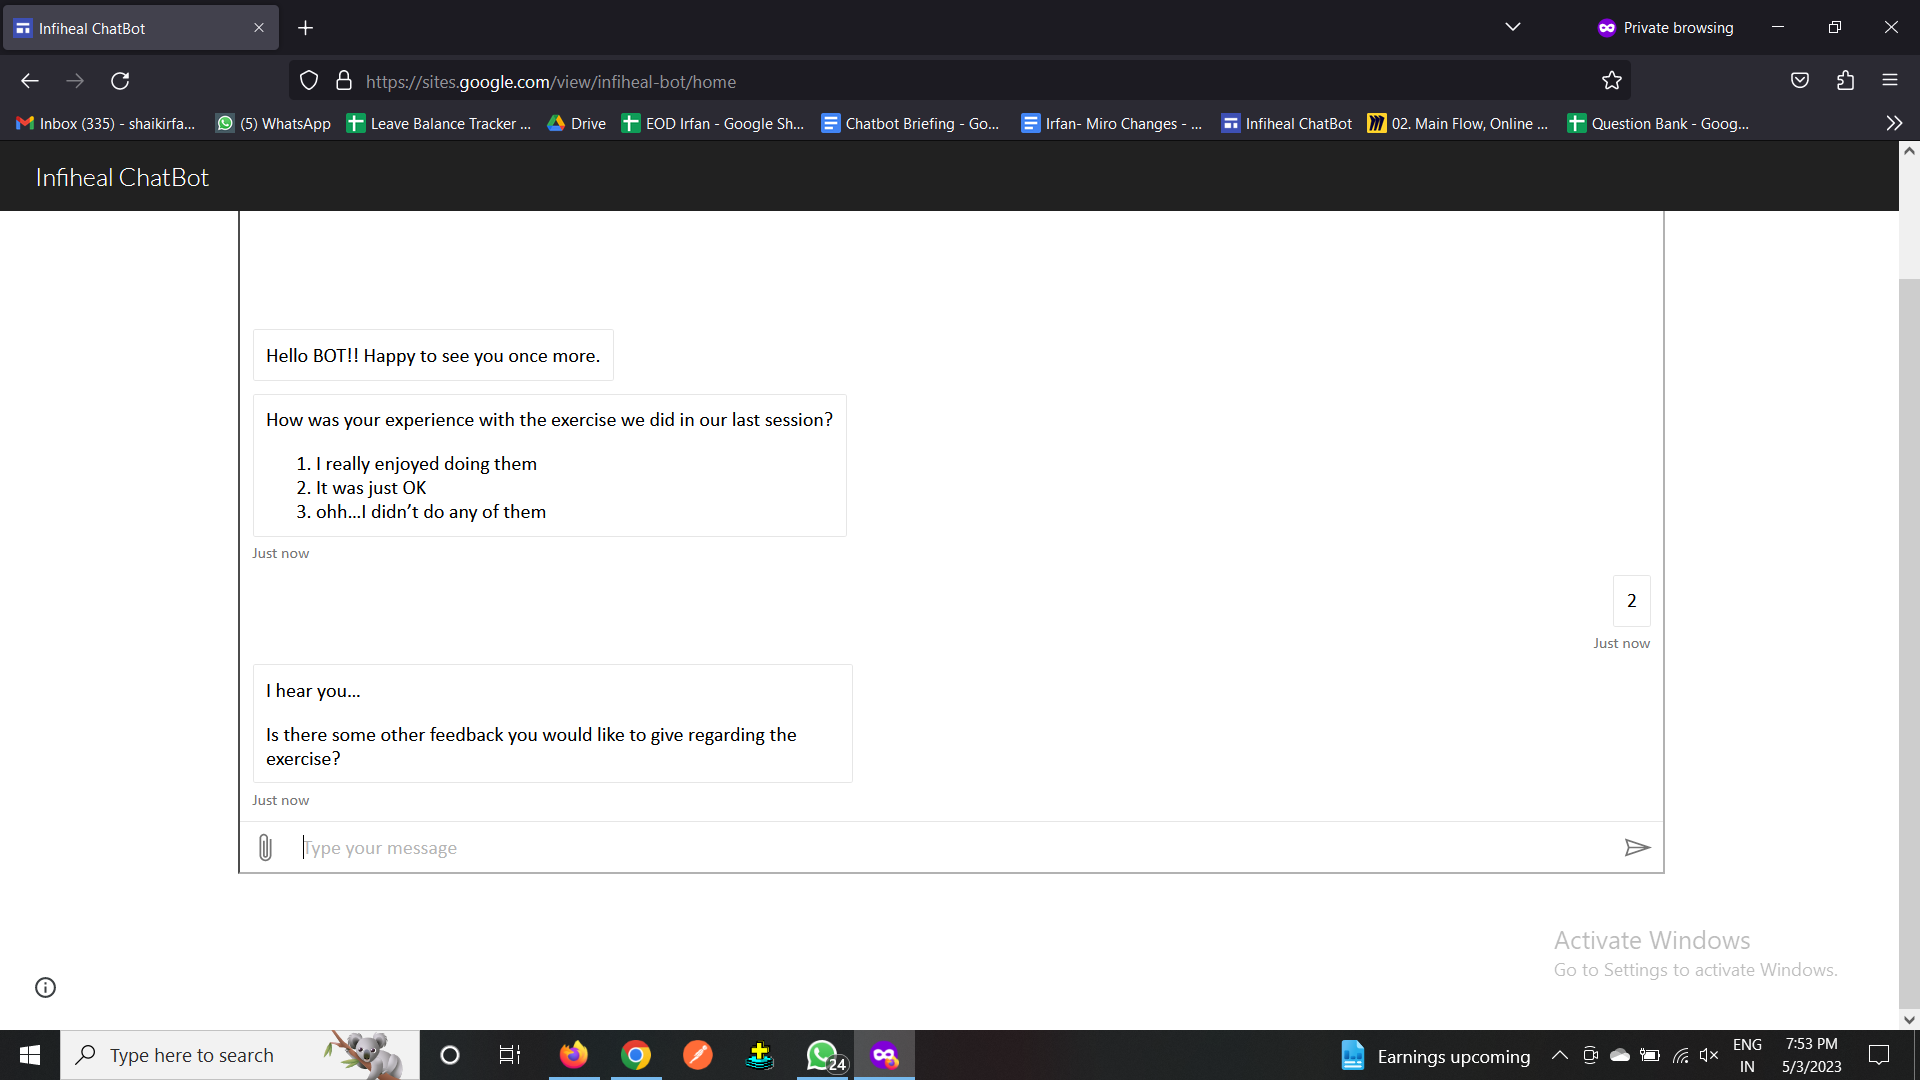 Infiheal ChatBot
Private browsing
https://sites.google.com/view/infiheal-bot/home
Inbox (335) - shaikirfa...
(5) WhatsApp
Leave Balance Tracker ...
Drive
EOD Irfan - Google Sh...
Chatbot Briefing - Go...
Irfan- Miro Changes - ...
Infiheal ChatBot
02. Main Flow, Online ...
Question Bank - Goog...
Infiheal ChatBot
Hello BOT!! Happy to see you once more.
How was your experience with the exercise we did in our last session?
1. I really enjoyed doing them
2. It was just OK
3. ohh...I didn’t do any of them
Just now
2
Just now
I hear you...
Is there some other feedback you would like to give regarding the
exercise?
Just now
Type your message
Activate Windows
Go to Settings to activate Windows.
Type here to search
24
Earnings upcoming
ENG
IN
7:53 PM
5/3/2023